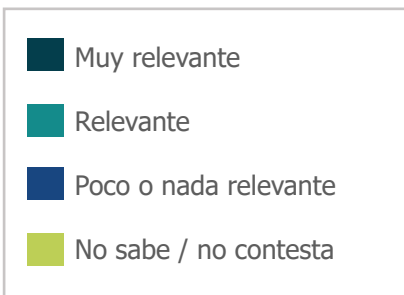 Muy relevante
Relevante
Poco o nada relevante
No sabe / no contesta